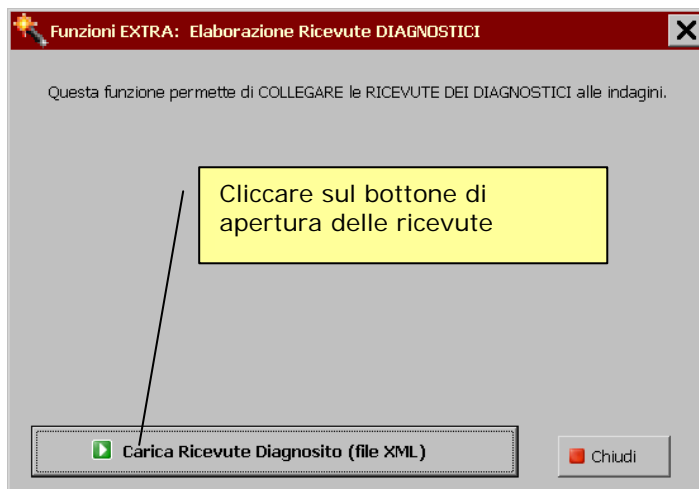 Funzioni EXTRA: Elaborazione Ricevute DIAGNOSTICI
Questa funzione permette di COLLEGARE le RICEVUTE DEI DIAGNOSTICI alle indagini.
Cliccare sul bottone di
apertura delle ricevute
Carica Ricevute Diagnosito (file XML)
Chiudi